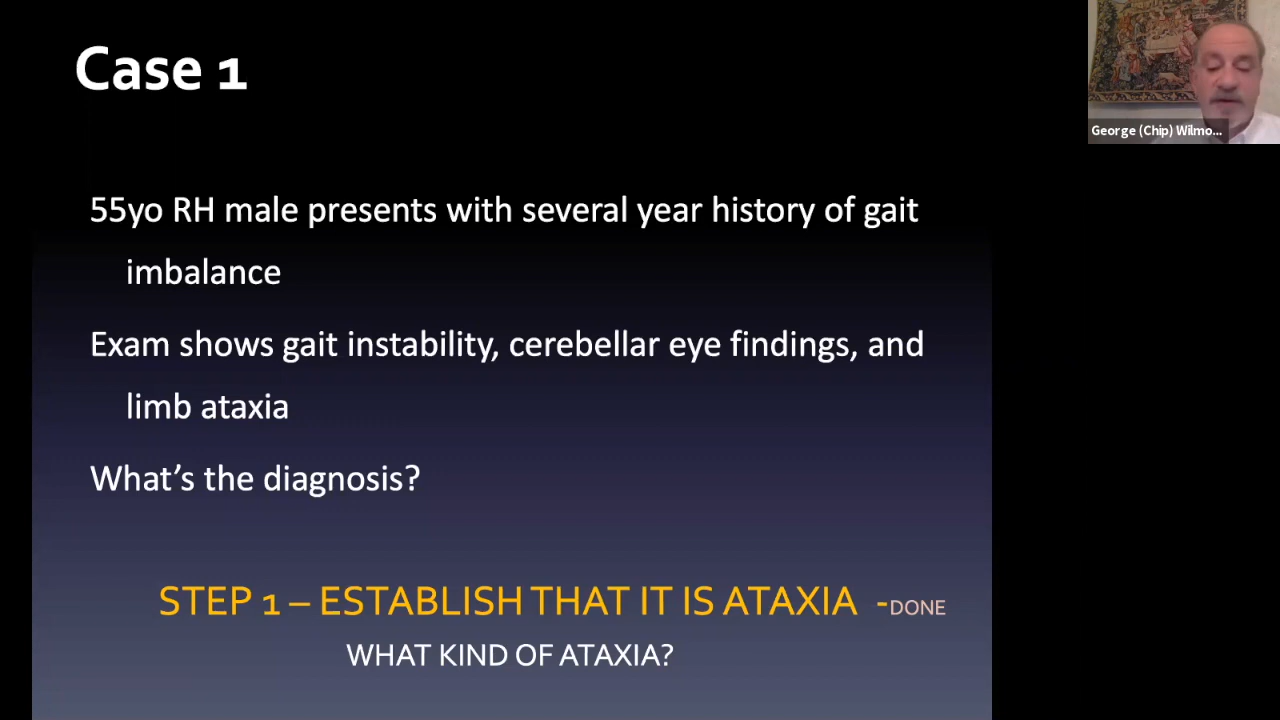 Case 1
George (Chip) Wilmo...
55yo RH male presents with several year history of gait
imbalance
Exam shows gait instability, cerebellar eye findings, and
limb ataxia
What’s the diagnosis?
STEP 1 – ESTABLISH THAT IT IS ATAXIA -DONE
WHAT KIND OF ATAXIA?